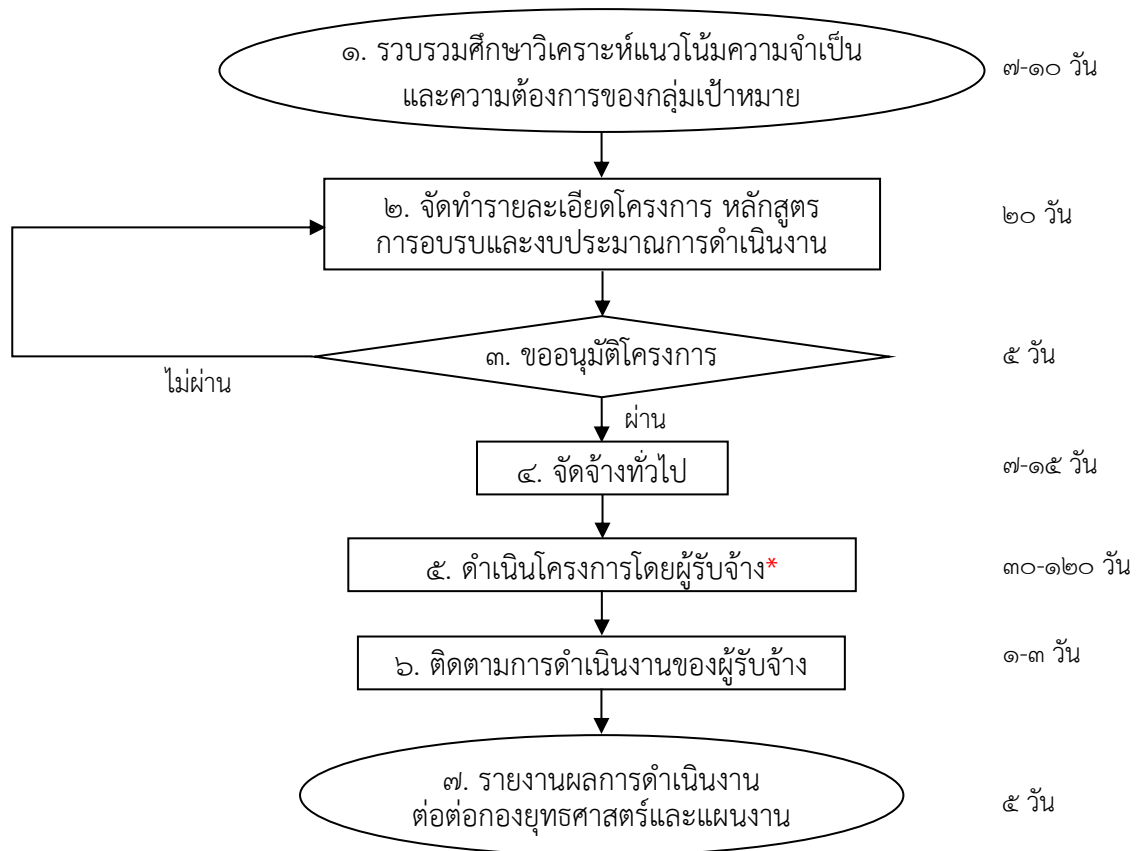 ๑. รวบรวมศึกษาวิเคราะห์แนวโน้มความจำเป็น
และความต้องการของกลุ่มเป้าหมาย
๗-๑๐ วัน
๒. จัดทำรายละเอียดโครงการ หลักสูตร
การอบรบและงบประมาณการดำเนินงาน
๒๐ วัน
๓. ขออนุมัติโครงการ
๕ วัน
ไม่ผ่าน
ผ่าน
๔. จัดจ้างทั่วไป
๗-๑๕ วัน
๕. ดำเนินโครงการโดยผู้รับจ้าง*
๓๐-๑๒๐ วัน
๖. ติดตามการดำเนินงานของผู้รับจ้าง
๑-๓ วัน
๗. รายงานผลการดำเนินงาน
ต่อต่อกองยุทธศาสตร์และแผนงาน
๕ วัน